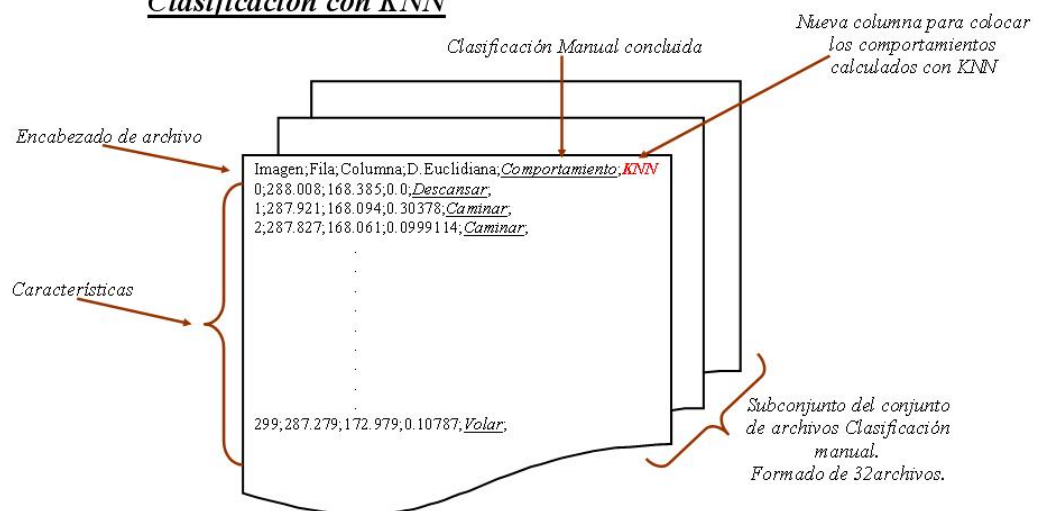 Clasificación con KNN
Nueva columna para colocar
los comportamientos
calculados con KNN
Clasificación Manual concluida
Encabezado de archivo
Imagen;Fila;Columna;D.Euclidiana;Comportamiento;KNN
0;288.008;168.385;0.0;Descansar;
1;287.921;168.094;0.30378;Caminar;
2;287.827;168.061;0.0999114;Caminar;
.
.
.
.
.
.
.
.
.
Características
299;287.279;172.979;0.10787;Volar;
Subconjunto del conjunto
de archivos Clasificación
manual.
Formado de 32archivos.